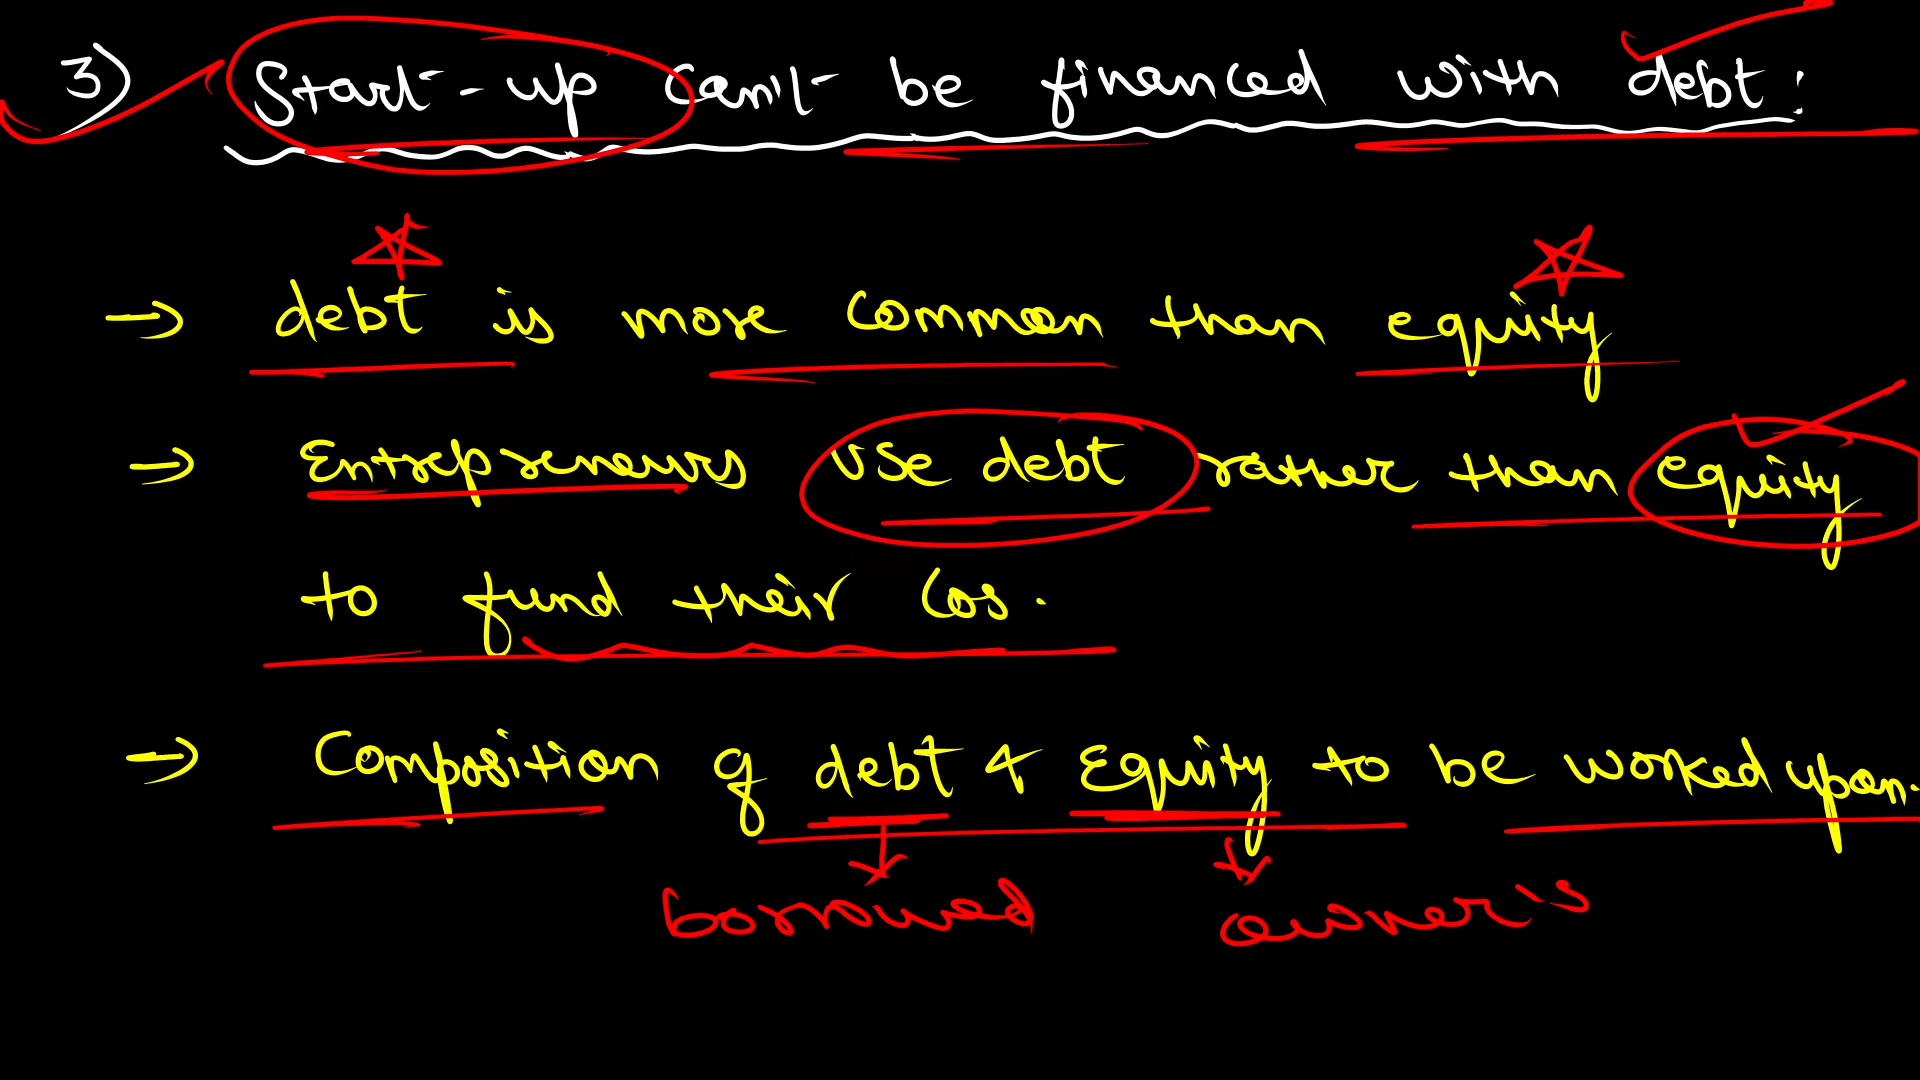 3) Start-up can't be financed with debt:
→ debt is more common than equity
→ Entrepreneurs use debt rather than equity
to fund their Cos.
→ Composition of debt & Equity to be worked upon.
borrowed owner's